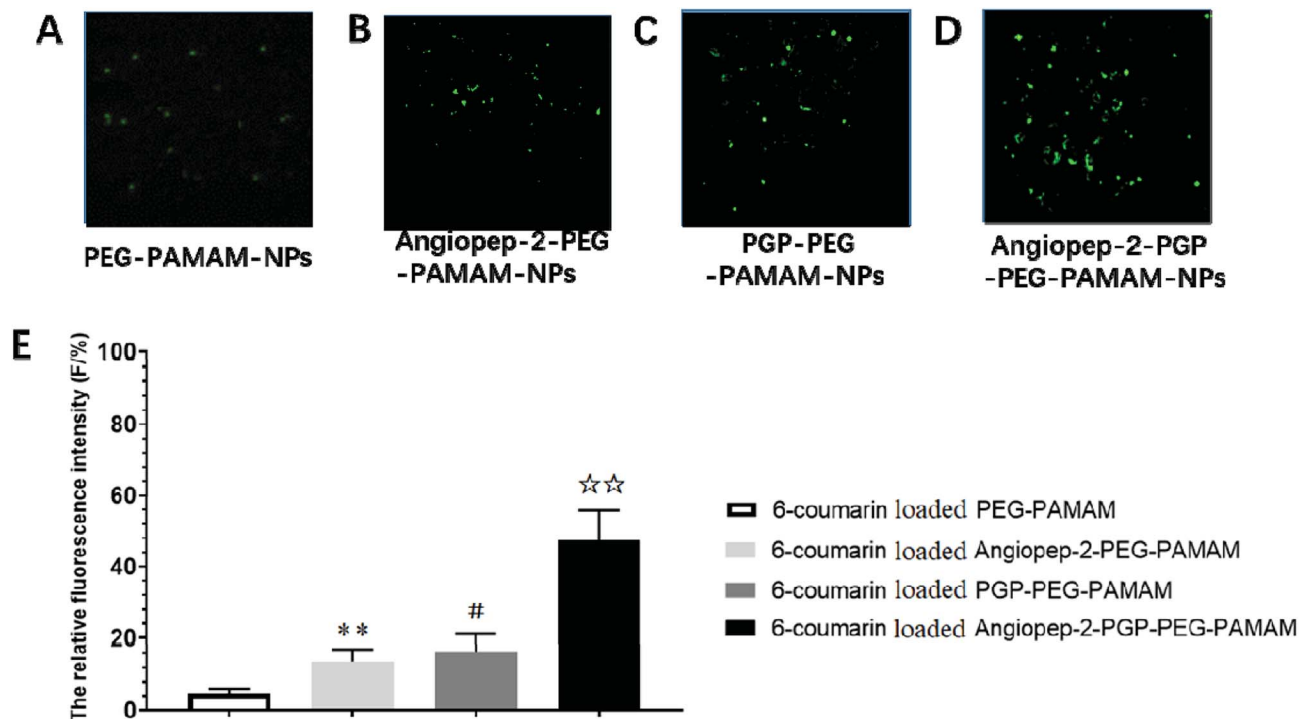 A
B
C
D
PEG-PAMAM-NPs
Angiopep-2-PEG
-PAMAM-NPs
PGP-PEG
-PAMAM-NPs
Angiopep-2-PGP
-PEG-PAMAM-NPs
E
The relative fluorescence intensity (F/%)
100
80
60
40
20
0
**
#
☆☆
6-coumarin loaded PEG-PAMAM
6-coumarin loaded Angiopep-2-PEG-PAMAM
6-coumarin loaded PGP-PEG-PAMAM
6-coumarin loaded Angiopep-2-PGP-PEG-PAMAM